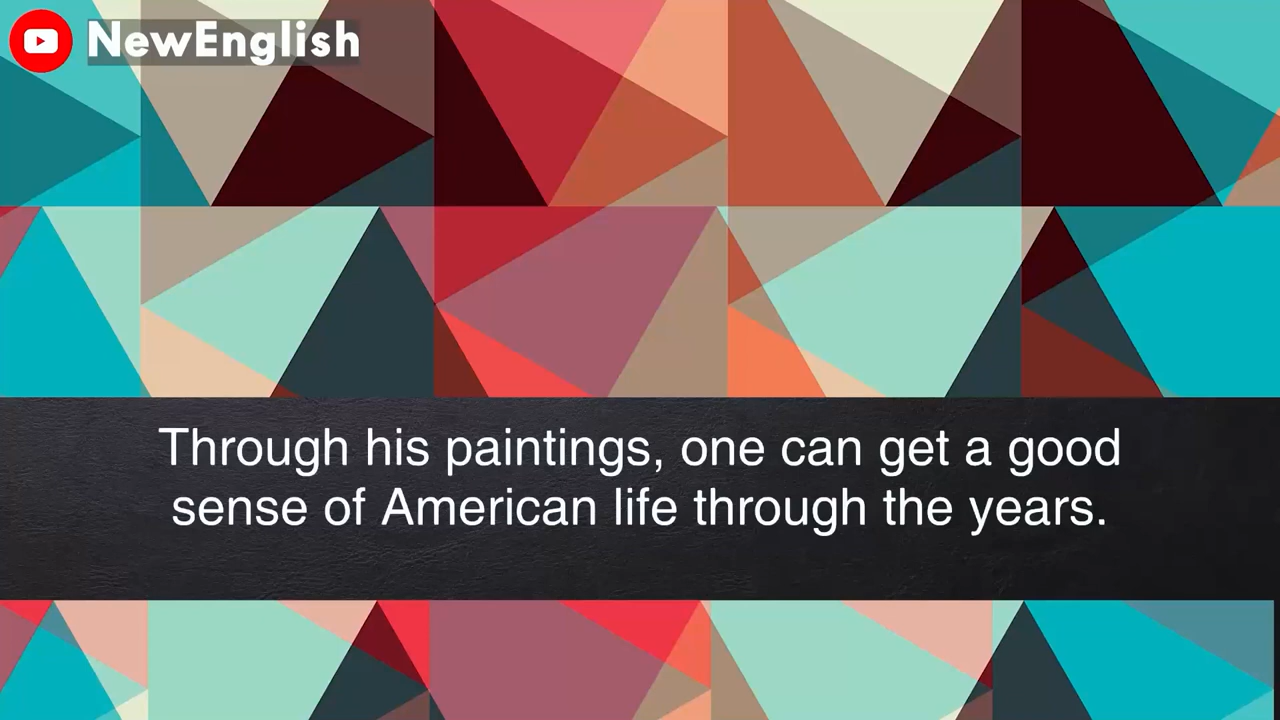 NewEnglish
Through his paintings, one can get a good
sense of American life through the years.